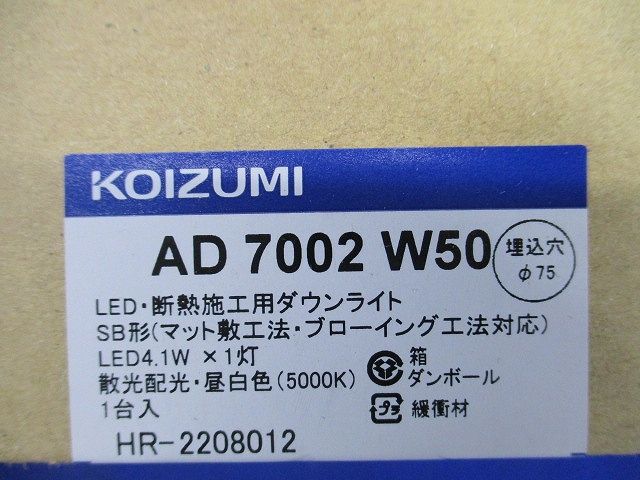 KOIZUMI
AD 7002 W50
埋込穴
φ75
LED・断熱施工用ダウンライト
SB形(マット敷工法・ブローイング工法対応)
LED4.1W ×1灯
散光配光・昼白色(5000K)
1台入
箱
ダンボール
プラ
緩衝材
HR-2208012